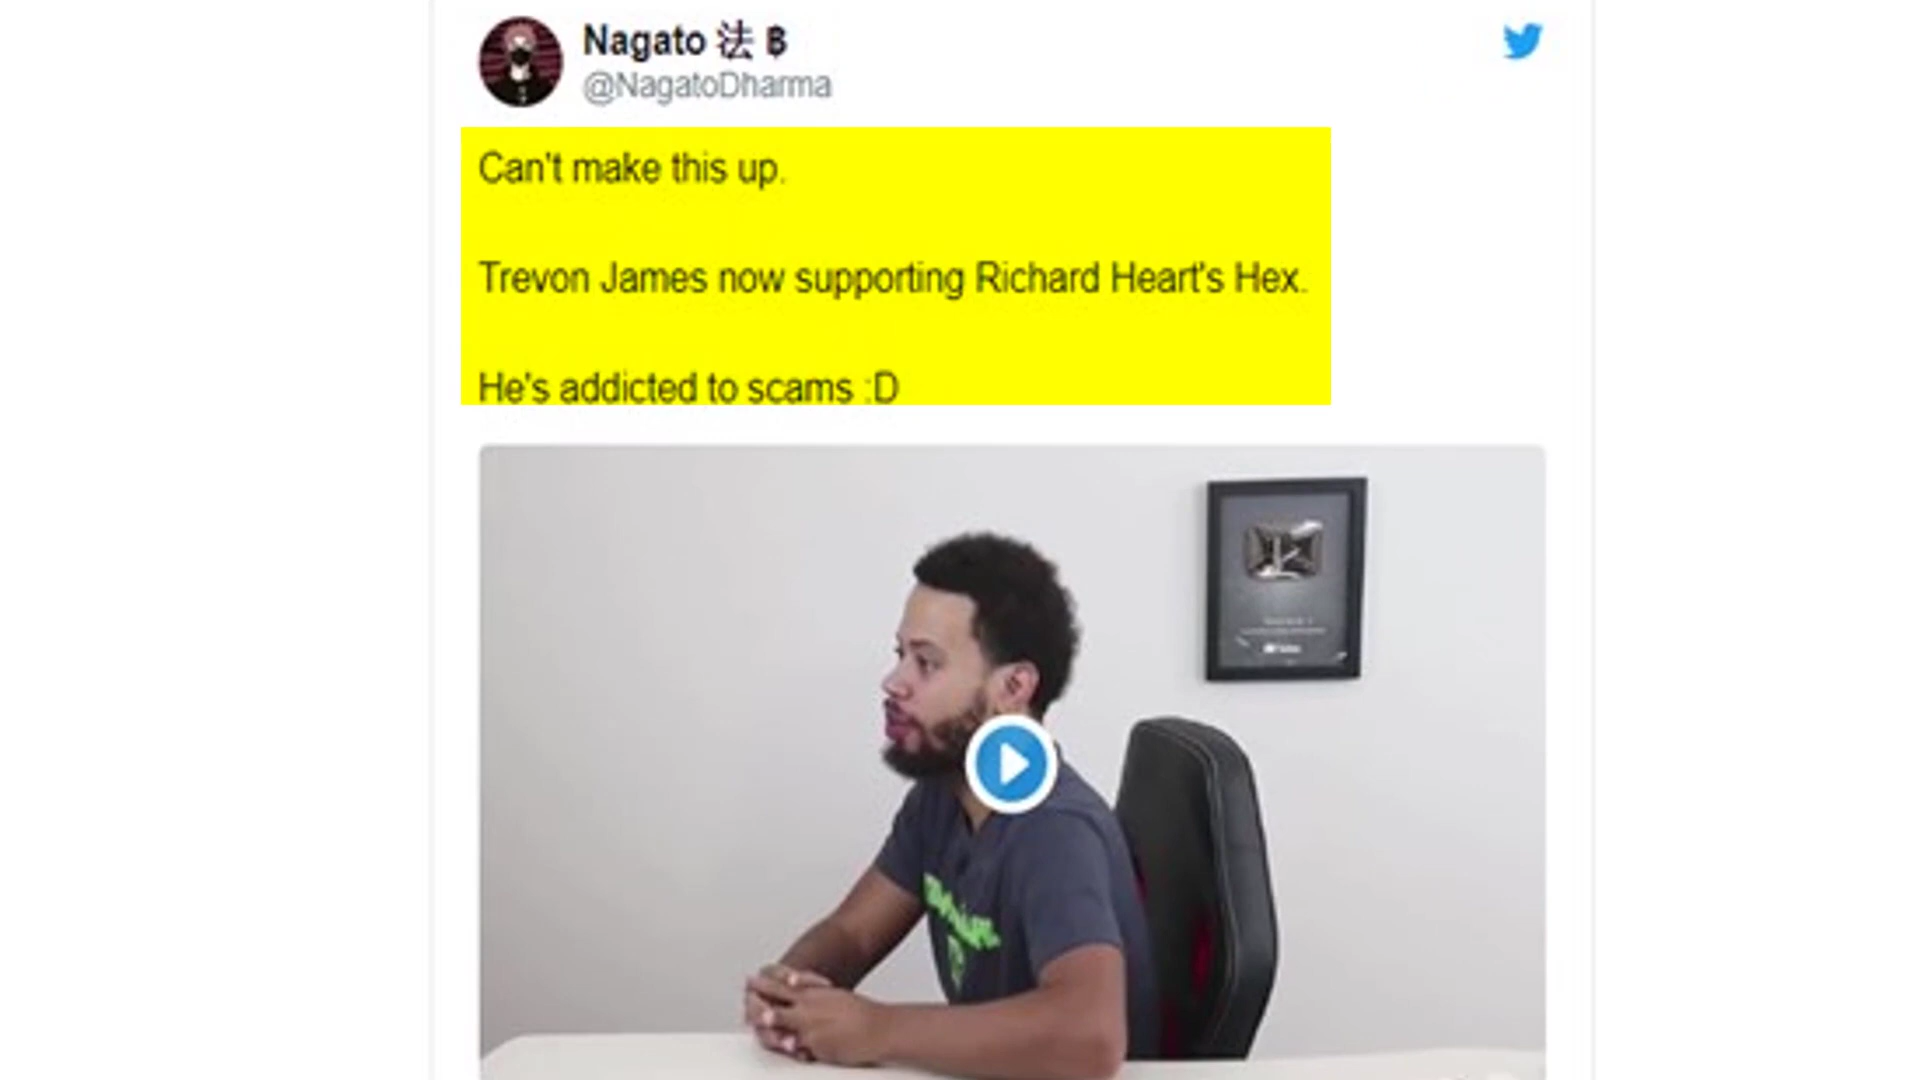 Nagato 法 ฿
@NagatoDharma
Can't make this up.
Trevon James now supporting Richard Heart's Hex.
He's addicted to scams :D